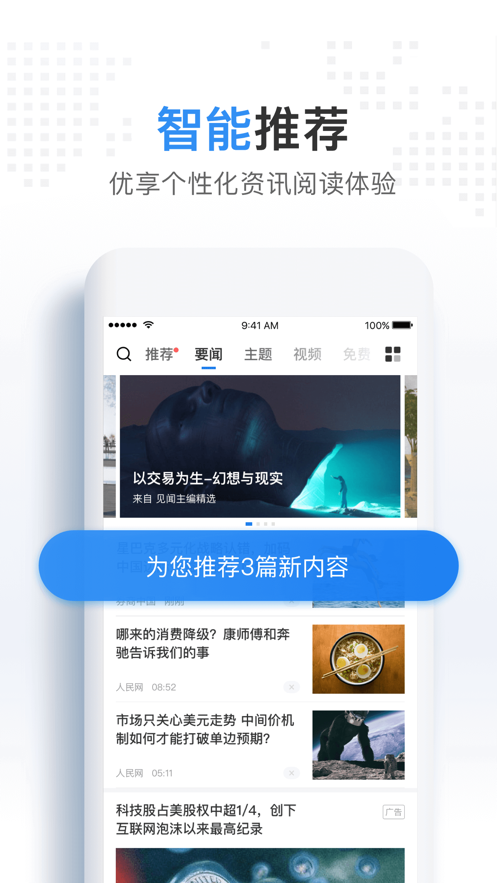 智能推荐
优享个性化资讯阅读体验
9:41 AM
100%
推荐
要闻
主题
视频
免费
以交易为生-幻想与现实
来自 见闻主编精选
为您推荐3篇新内容
哪来的消费降级？康师傅和奔
驰告诉我们的事
人民网 08:52
市场只关心美元走势 中间价机
制如何才能打破单边预期？
人民网 05:11
科技股占美股权中超1/4，创下
互联网泡沫以来最高纪录
广告